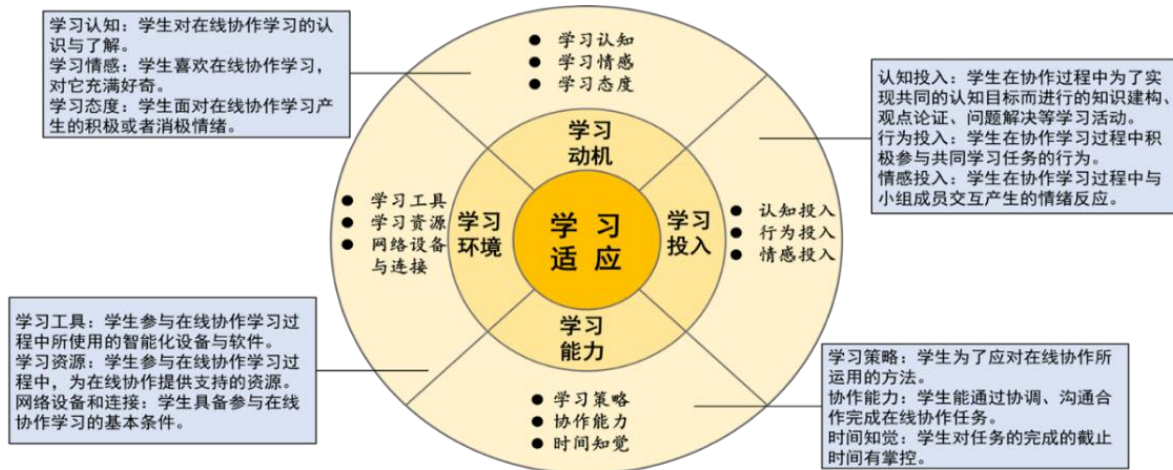 学习认知：学生对在线协作学习的认
识与了解。
学习情感：学生喜欢在线协作学习，
对它充满好奇。
学习态度：学生面对在线协作学习产
生的积极或者消极情绪。
● 学习认知
● 学习情感
● 学习态度
认知投入：学生在协作过程中为了实
现共同的认知目标而进行的知识建构、
观点论证、问题解决等学习活动。
行为投入：学生在协作学习过程中积
极参与共同学习任务的行为。
情感投入：学生在协作学习过程中与
小组成员交互产生的情绪反应。
学习
动机
● 学习工具
● 学习资源
● 网络设备
与连接
学习
环境
学 习
适 应
学习
投入
● 认知投入
● 行为投入
● 情感投入
学习
能力
学习工具：学生参与在线协作学习过
程中所使用的智能化设备与软件。
学习资源：学生参与在线协作学习过
程中，为在线协作提供支持的资源。
网络设备和连接：学生具备参与在线
协作学习的基本条件。
● 学习策略
● 协作能力
● 时间知觉
学习策略：学生为了应对在线协作所
运用的方法。
协作能力：学生能通过协调、沟通合
作完成在线协作任务。
时间知觉：学生对任务的完成的截止
时间有掌控。